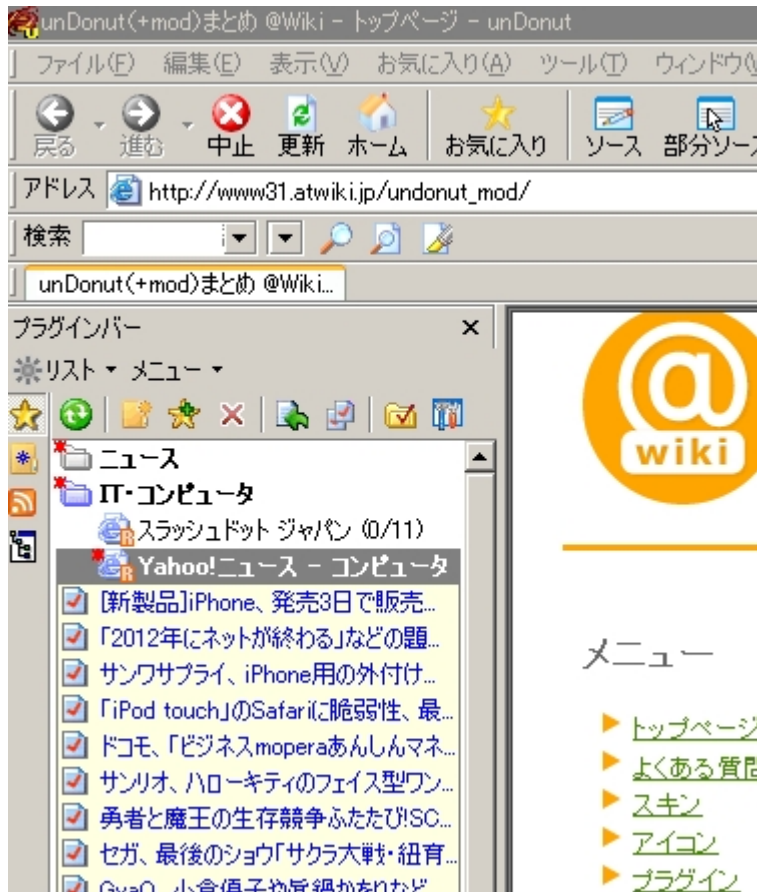 unDonut(+mod)まとめ @Wiki - トップページ - unDonut
ファイル(F) 編集(E) 表示(V) お気に入り(A) ツール(T) ウィンドウ(
戻る 進む 中止 更新 ホーム お気に入り ソース 部分ソース
アドレス http://www31.atwiki.jp/undonut_mod/
検索
unDonut(+mod)まとめ @Wiki...
プラグインバー
リスト メニュー
ニュース
IT・コンピュータ
スラッシュドット ジャパン (0/11)
Yahoo!ニュース - コンピュータ
[新製品]iPhone、発売3日で販売...
「2012年にネットが終わる」などの題...
サンワサプライ、iPhone用の外付け...
「iPod touch」のSafariに脆弱性、最...
ドコモ、「ビジネスmoperaあんしんマネ...
サンリオ、ハローキティのフェイス型ワン...
勇者と魔王の生存競争ふたたび!SC...
セガ、最後のショウ「サクラ大戦・紐育...
GyaO、小倉優子や
@
wiki
メニュー
トップページ
よくある質問
スキン
アイコン
プラグイン